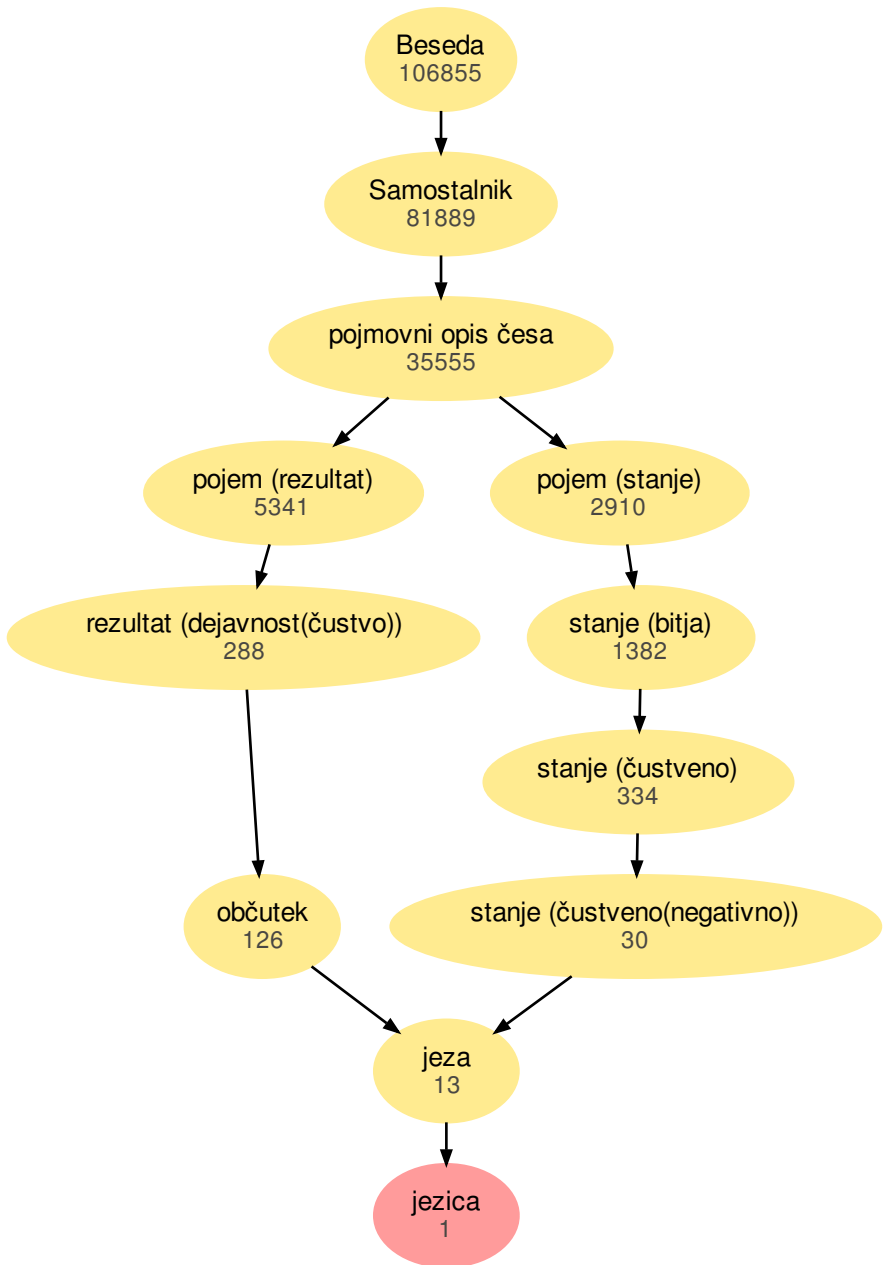 Beseda
106855
Samostalnik
81889
pojmovni opis česa
35555
pojem (rezultat)
5341
pojem (stanje)
2910
rezultat (dejavnost(čustvo))
288
stanje (bitja)
1382
stanje (čustveno)
334
občutek
126
stanje (čustveno(negativno))
30
jeza
13
jezica
1